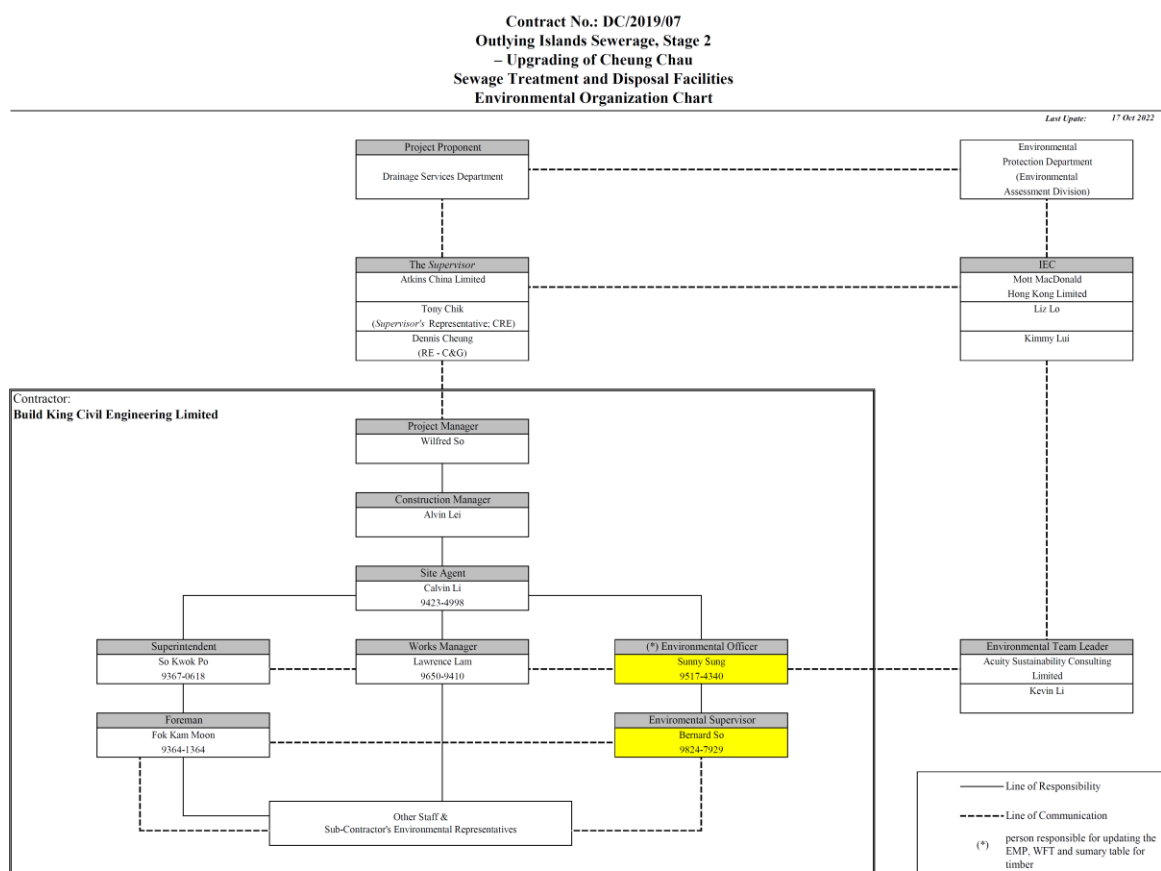 Contract No.: DC/2019/07
Outlying Islands Sewerage, Stage 2
– Upgrading of Cheung Chau
Sewage Treatment and Disposal Facilities
Environmental Organization Chart
Last Upate: 17 Oct 2022
Project Proponent
Drainage Services Department
Environmental
Protection Department
(Environmental
Assessment Division)
The Supervisor
Atkins China Limited
Tony Chik
(Supervisor's Representative; CRE)
Dennis Cheung
(RE - C&G)
IEC
Mott MacDonald
Hong Kong Limited
Liz Lo
Kimmy Lui
Contractor:
Build King Civil Engineering Limited
Project Manager
Wilfred So
Construction Manager
Alvin Lei
Site Agent
Calvin Li
9423-4998
Superintendent
So Kwok Po
9367-0618
Works Manager
Lawrence Lam
9650-9410
(*) Environmental Officer
Sunny Sung
9517-4340
Environmental Team Leader
Acuity Sustainability Consulting
Limited
Kevin Li
Foreman
Fok Kam Moon
9364-1364
Enviromental Supervisor
Bernard So
9824-7929
Other Staff &
Sub-Contractor's Environmental Representatives
Line of Responsibility
Line of Communication
(*) person responsible for updating the
EMP, WFT and sumary table for
timber